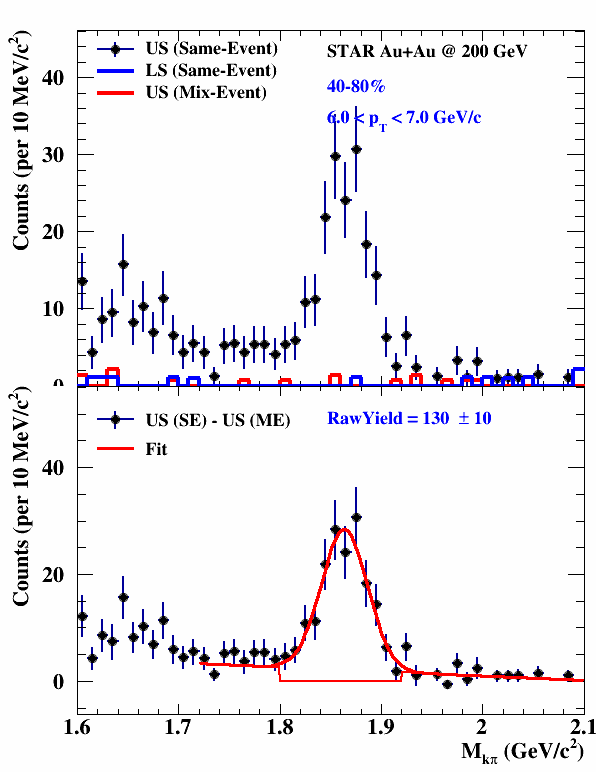 US (Same-Event)
LS (Same-Event)
US (Mix-Event)
STAR Au+Au @ 200 GeV
40-80%
6.0 < pT < 7.0 GeV/c
Counts (per 10 MeV/c²)
40
30
20
10
0
US (SE) - US (ME)
Fit
RawYield = 130 ± 10
Counts (per 10 MeV/c²)
40
20
0
1.6 1.7 1.8 1.9 2 2.1
Mkπ (GeV/c²)